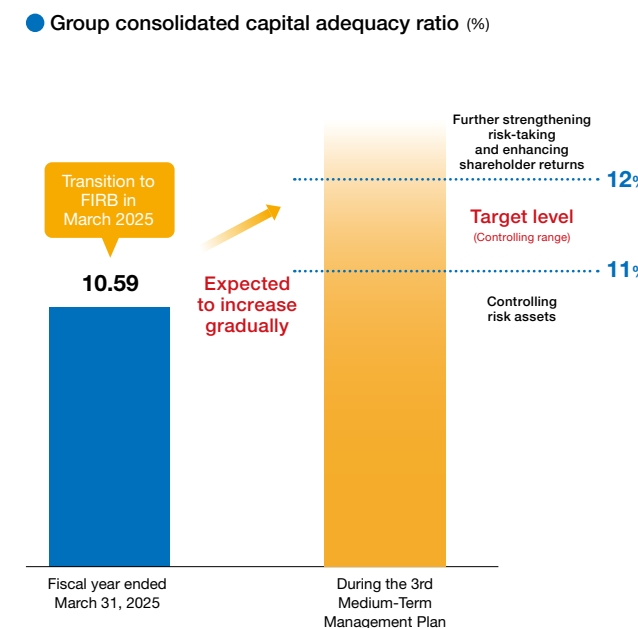 Group consolidated capital adequacy ratio (%)
Further strengthening
risk-taking
and enhancing
shareholder returns
12%
Transition to
FIRB in
March 2025
Target level
(Controlling range)
11%
10.59
Expected
to increase
gradually
Controlling
risk assets
Fiscal year ended
March 31, 2025
During the 3rd
Medium-Term
Management Plan